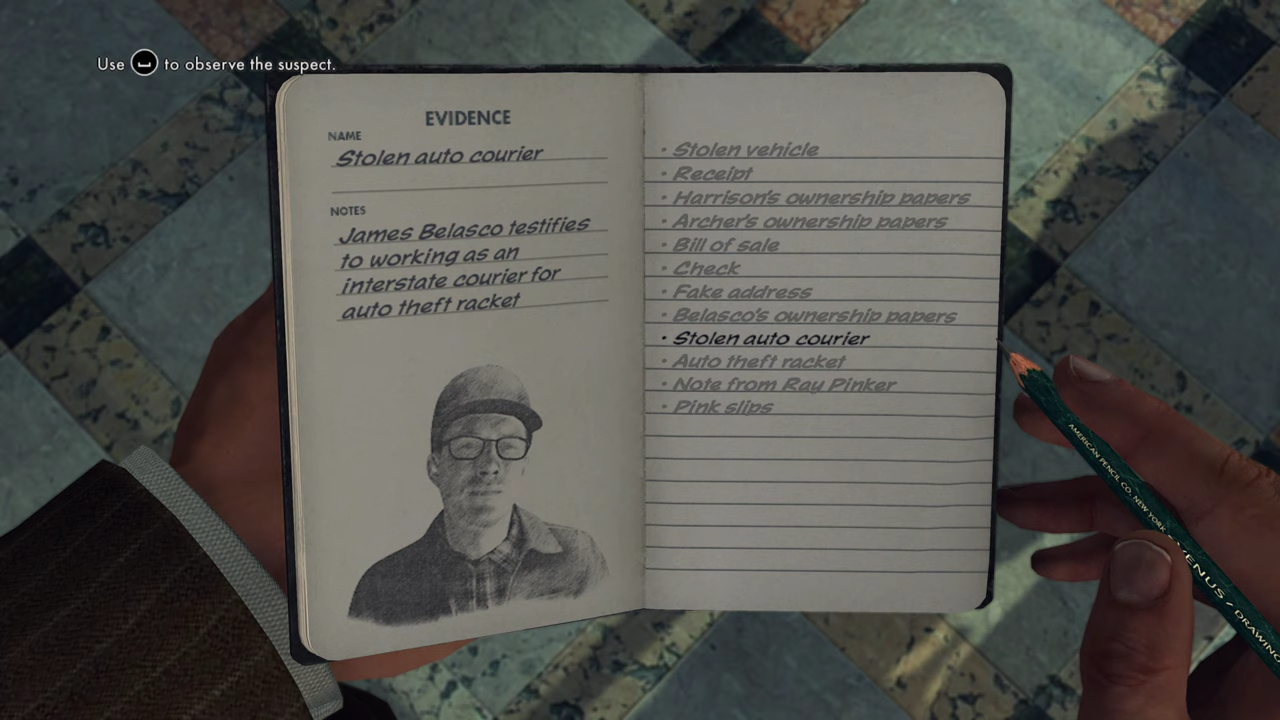 Use to observe the suspect.
EVIDENCE
NAME
Stolen auto courier
NOTES
James Belasco testifies
to working as an
interstate courier for
auto theft racket
· Stolen vehicle
· Receipt
· Harrison's ownership papers
· Archer's ownership papers
· Bill of sale
· Check
· Fake address
· Belasco's ownership papers
· Stolen auto courier
· Auto theft racket
· Note from Ray Pinker
· Pink slips
AMERICAN PENCIL CO. NEW YORK VENUS / DRAWING